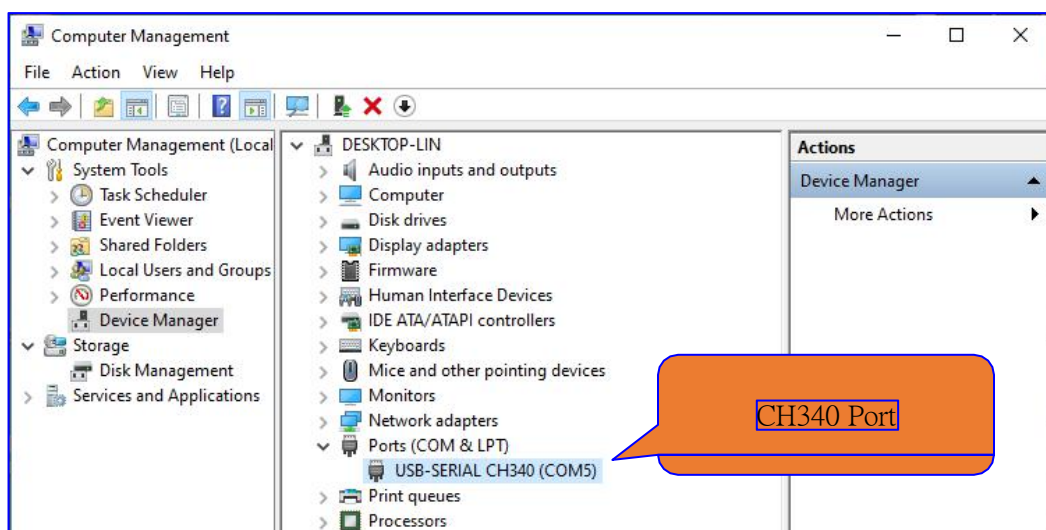 Computer Management
File Action View Help
Computer Management (Local
System Tools
Task Scheduler
Event Viewer
Shared Folders
Local Users and Groups
Performance
Device Manager
Storage
Disk Management
Services and Applications
DESKTOP-LIN
Audio inputs and outputs
Computer
Disk drives
Display adapters
Firmware
Human Interface Devices
IDE ATA/ATAPI controllers
Keyboards
Mice and other pointing devices
Monitors
Network adapters
Ports (COM & LPT)
USB-SERIAL CH340 (COM5)
Print queues
Processors
Actions
Device Manager
More Actions
CH340 Port